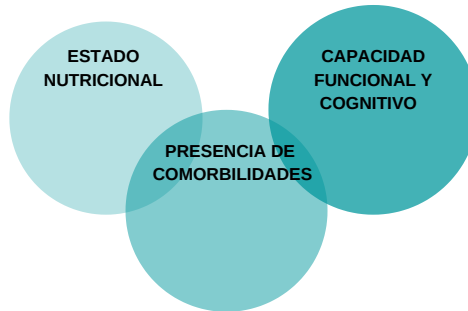 ESTADO
NUTRICIONAL
CAPACIDAD
FUNCIONAL Y
COGNITIVO
PRESENCIA DE
COMORBILIDADES